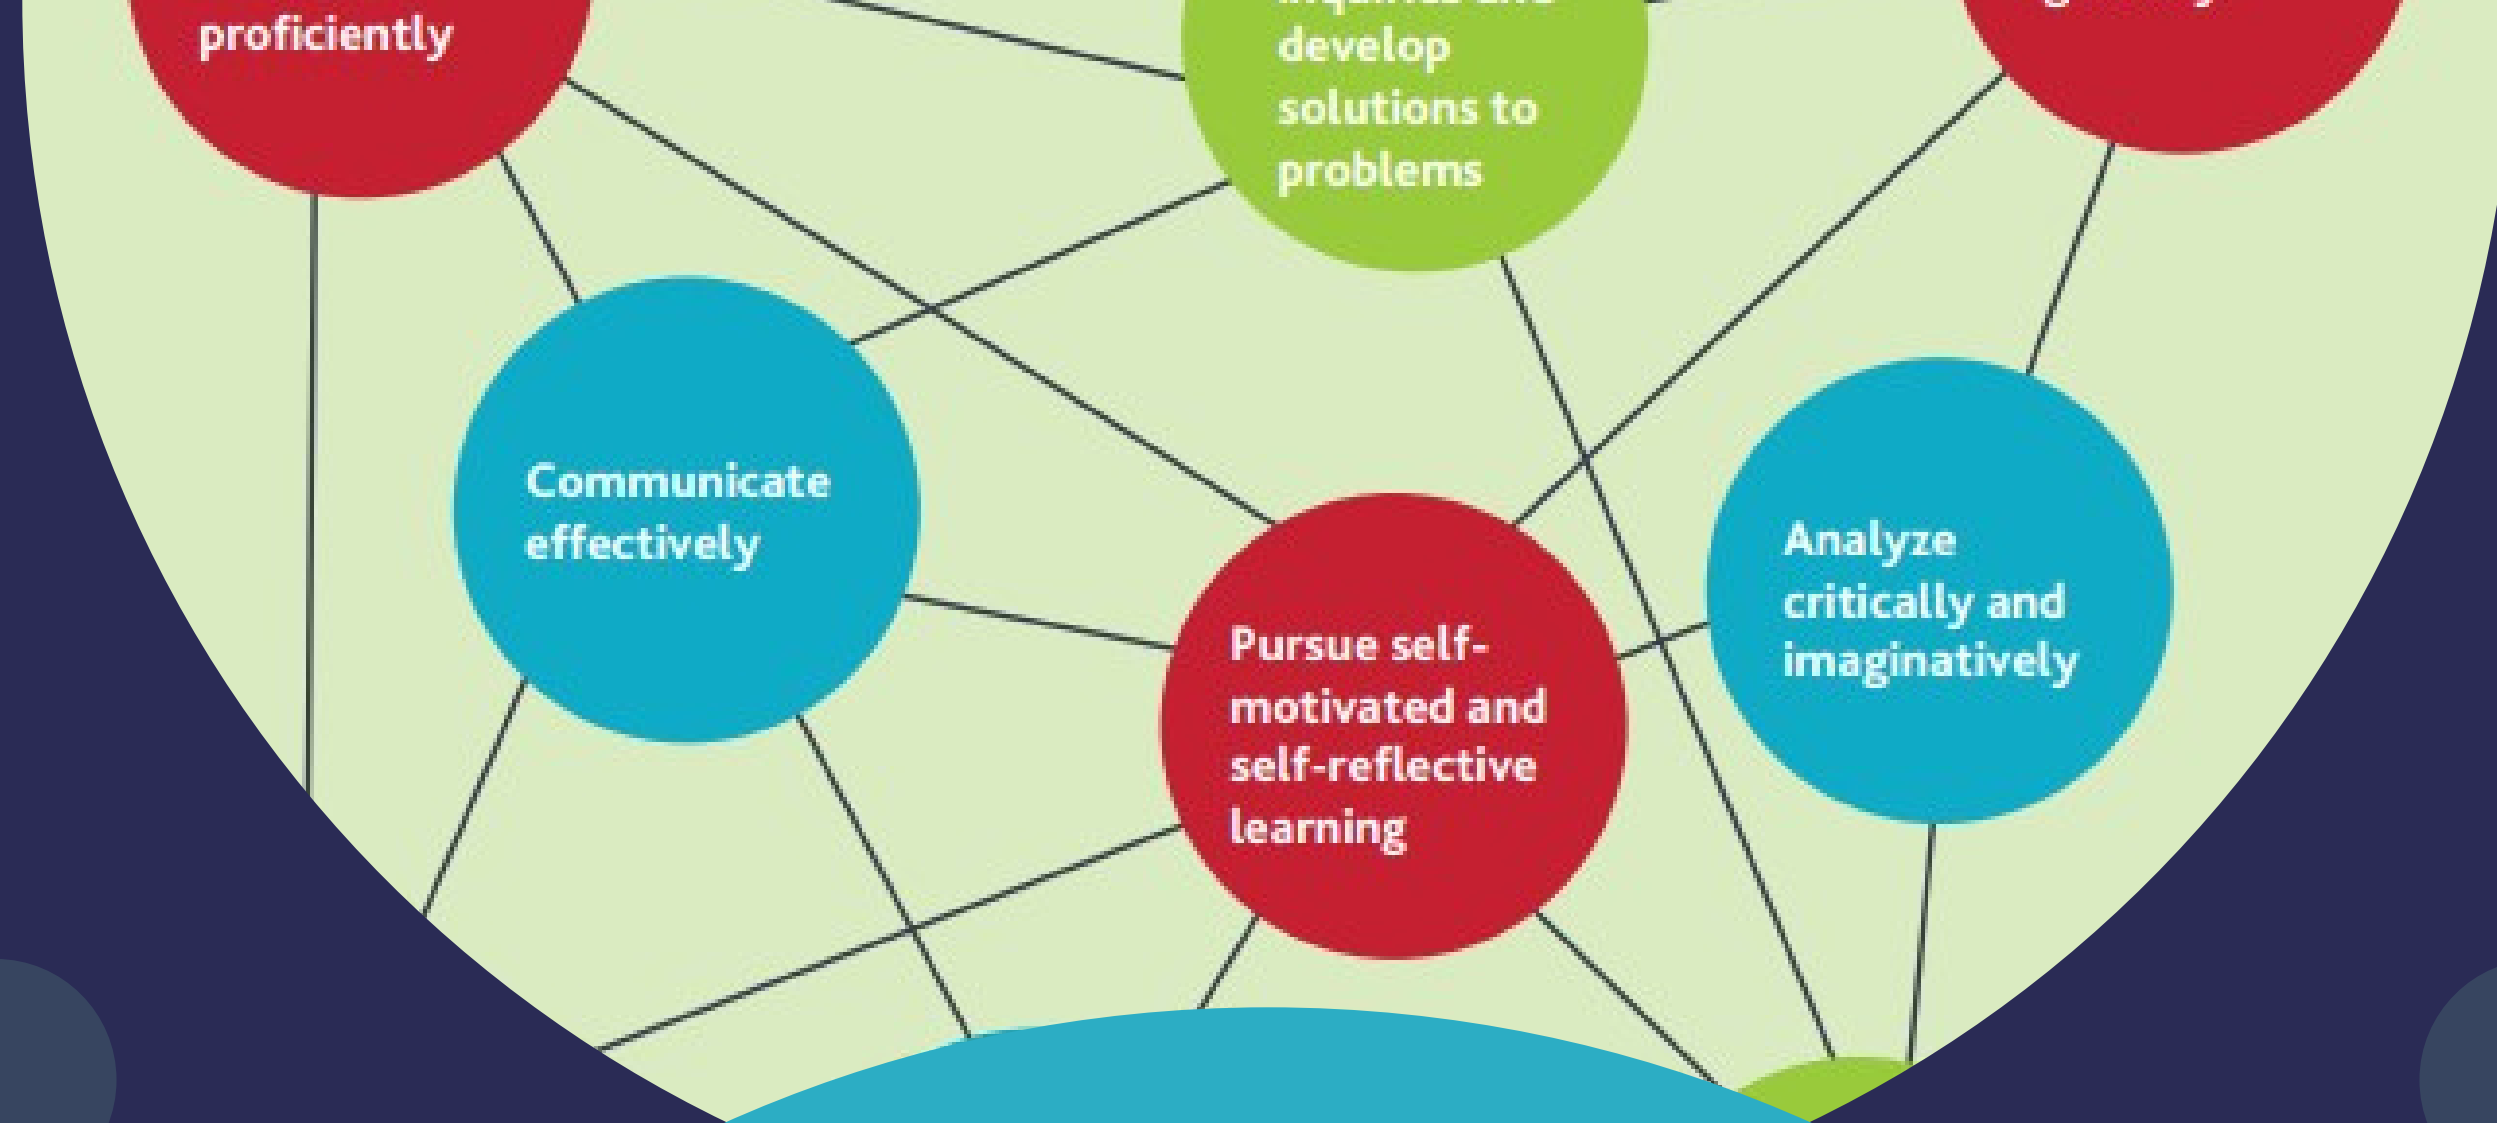 proficiently
develop
solutions to
problems
Communicate
effectively
Pursue self-
motivated and
self-reflective
learning
Analyze
critically and
imaginatively